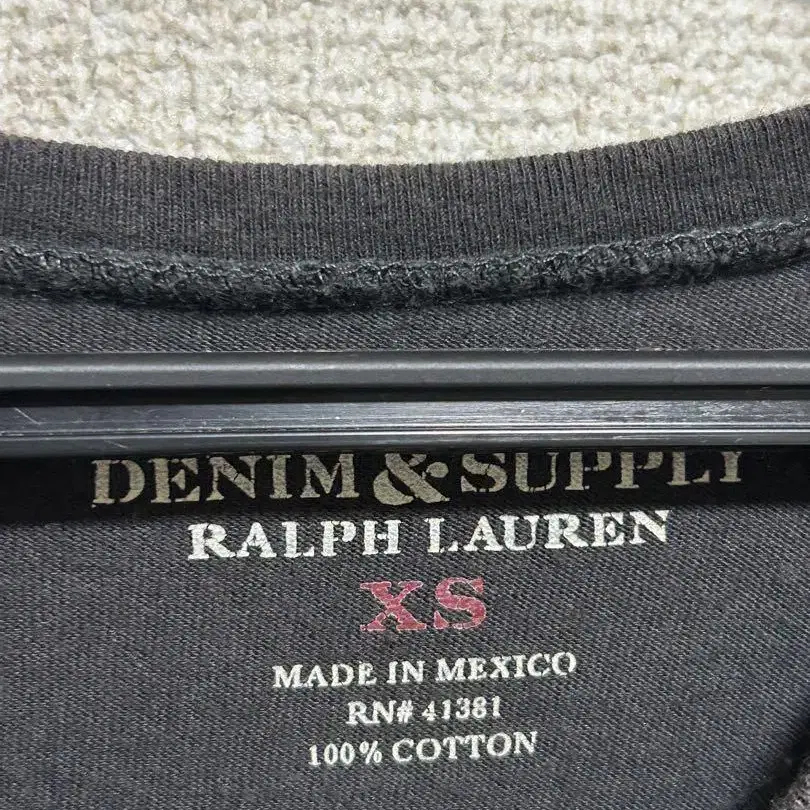 DENIM & SUPPLY
RALPH LAUREN
XS
MADE IN MEXICO
RN# 41381
100% COTTON